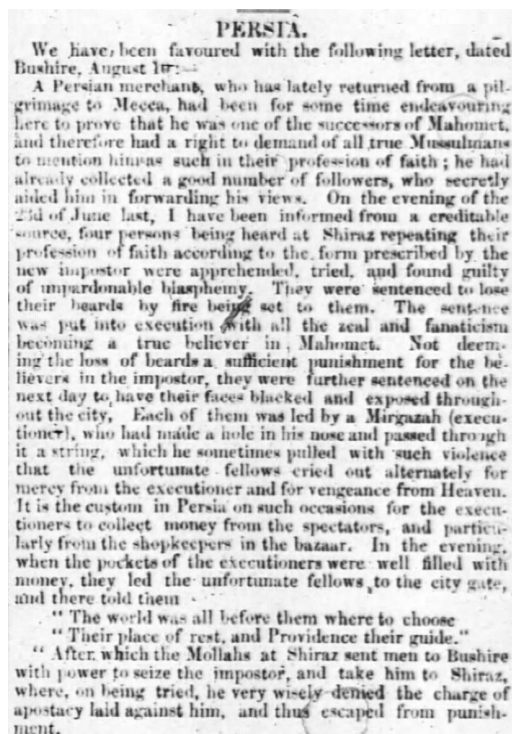 PERSIA.
We have, been favoured with the following letter, dated
Bushire, August
A Persian merchant, who has lately returned from a pil-
grimage to Mecca, had been for some time endeavouring
here to prove that he was one of the successors of Mahomet,
and therefore had a right to demand of all true Mussulmans
to mention him as such in their profession of faith; he had
already collected a good number of followers, who secretly
aided him in forwarding his views. On the evening of the
23d of June last, I have been informed from a creditable
source, four persons being heard at Shiraz repeating their
profession of faith according to the form prescribed by the
new impostor were apprehended, tried, and found guilty
of unpardonable blasphemy. They were sentenced to lose
their beards by fire being set to them. The sentence
was put into execution with all the zeal and fanaticism
becoming a true believer in Mahomet. Not deem-
ing the loss of beards a sufficient punishment for the be-
lievers in the impostor, they were further sentenced on the
next day to have their faces blacked and exposed through-
out the city. Each of them was led by a Mirgazah (execu-
tioner), who had made a hole in his nose and passed through
it a string, which he sometimes pulled with such violence
that the unfortunate fellows cried out alternately for
mercy from the executioner and for vengeance from Heaven.
It is the custom in Persia on such occasions for the execu-
tioners to collect money from the spectators, and particu-
larly from the shopkeepers in the bazaar. In the evening,
when the pockets of the executioners were well filled with
money, they led the unfortunate fellows to the city gate,
and there told them
" The world was all before them where to choose
" Their place of rest, and Providence their guide."
" After which the Mollahs at Shiraz sent men to Bushire
with power to seize the impostor, and take him to Shiraz,
where, on being tried, he very wisely denied the charge of
apostacy laid against him, and thus escaped from punish-
ment.